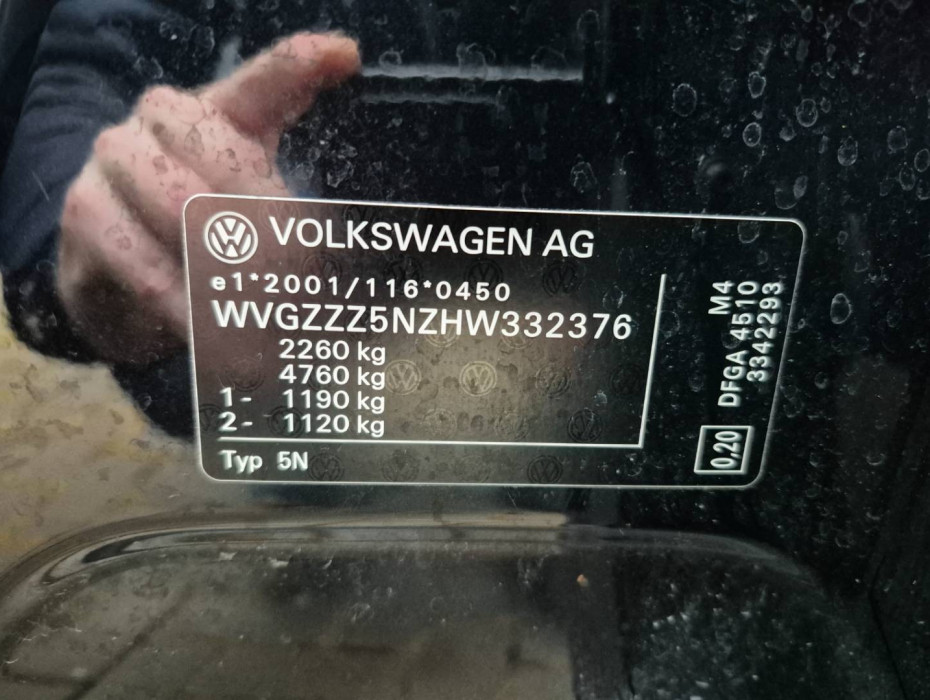 VOLKSWAGEN AG
e1*2001/116*0450
WVGZZZ5NZHW332376
2260 kg
4760 kg
1- 1190 kg
2- 1120 kg
Typ 5N
M4
DFGA 4510
3342293
0,20